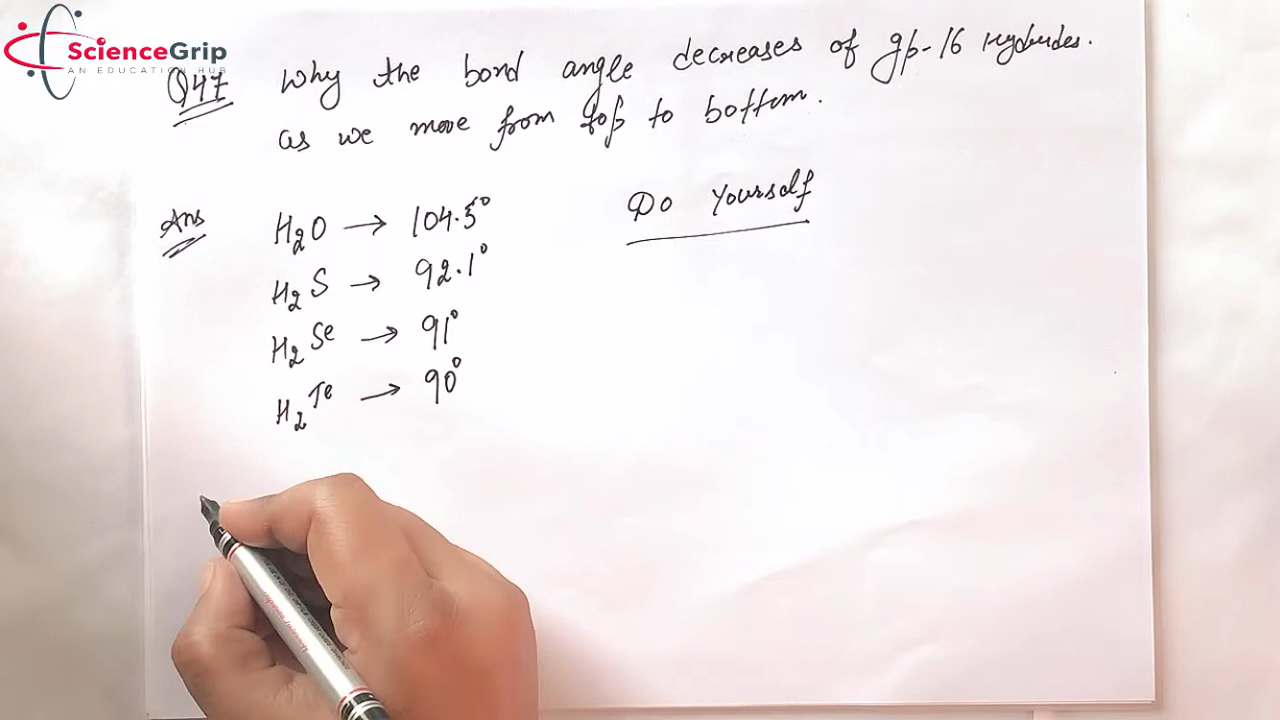 ScienceGrip
AN EDUCATION HUB
Q47 Why the bond angle decreases of gp-16 Hydrides.
as we move from top to bottom.
Ans
Do Yourself
H2O → 104.5°
H2S → 92.1°
H2Se → 91°
H2Te → 90°